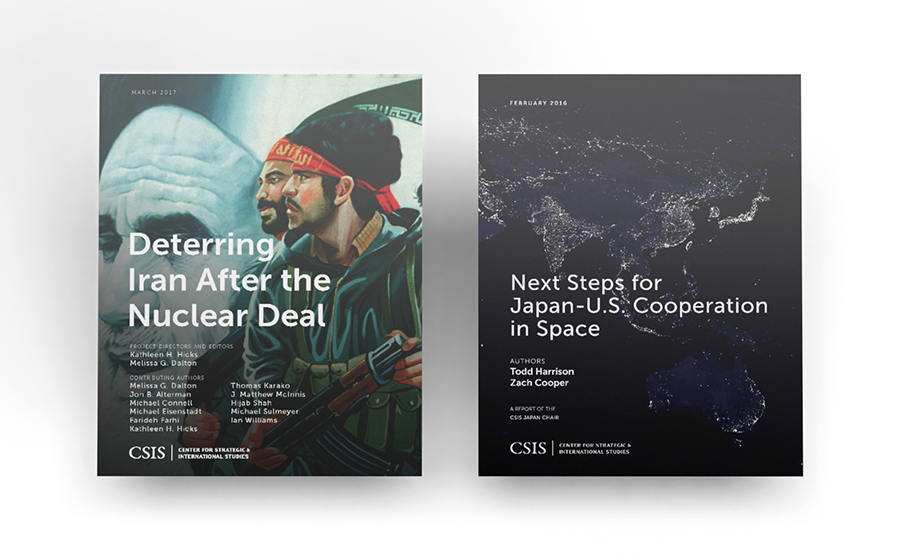 MARCH 2017
Deterring
Iran After the
Nuclear Deal
PROJECT DIRECTORS AND EDITORS
Kathleen H. Hicks
Melissa G. Dalton
CONTRIBUTING AUTHORS
Melissa G. Dalton
Jon B. Alterman
Michael Connell
Michael Eisenstadt
Farideh Farhi
Kathleen H. Hicks
Thomas Karako
J. Matthew McInnis
Hijab Shah
Michael Sulmeyer
Ian Williams
CSIS
CENTER FOR STRATEGIC &
INTERNATIONAL STUDIES
FEBRUARY 2016
Next Steps for
Japan-U.S. Cooperation
in Space
AUTHORS
Todd Harrison
Zach Cooper
A REPORT OF THE
CSIS JAPAN CHAIR
CSIS
CENTER FOR STRATEGIC &
INTERNATIONAL STUDIES